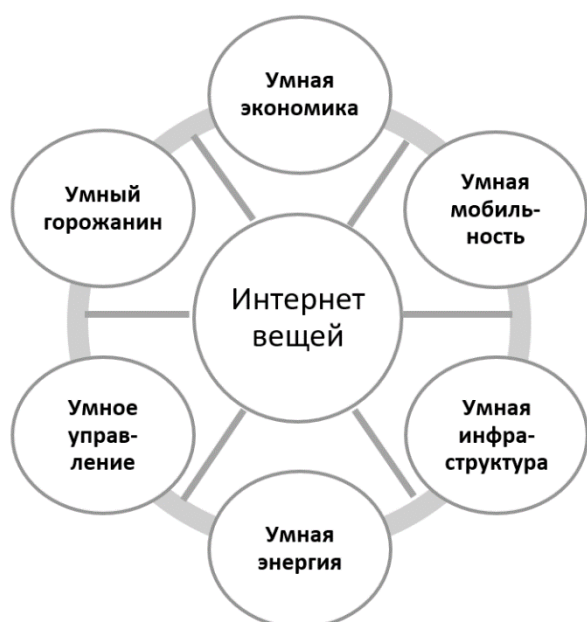 Умная
экономика
Умная
мобиль-
ность
Умная
инфра-
структура
Умная
энергия
Умное
управ-
ление
Умный
горожанин
Интернет
вещей